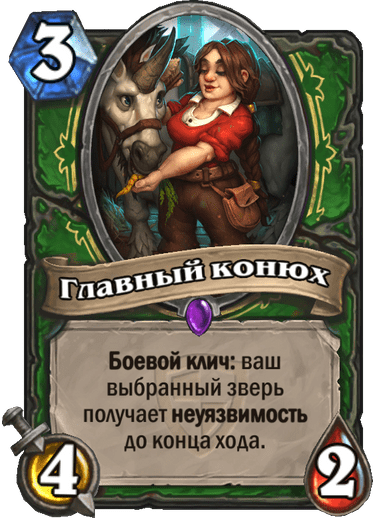 3
Главный конюх
Боевой клич: ваш
выбранный зверь
получает неуязвимость
до конца хода.
4
2